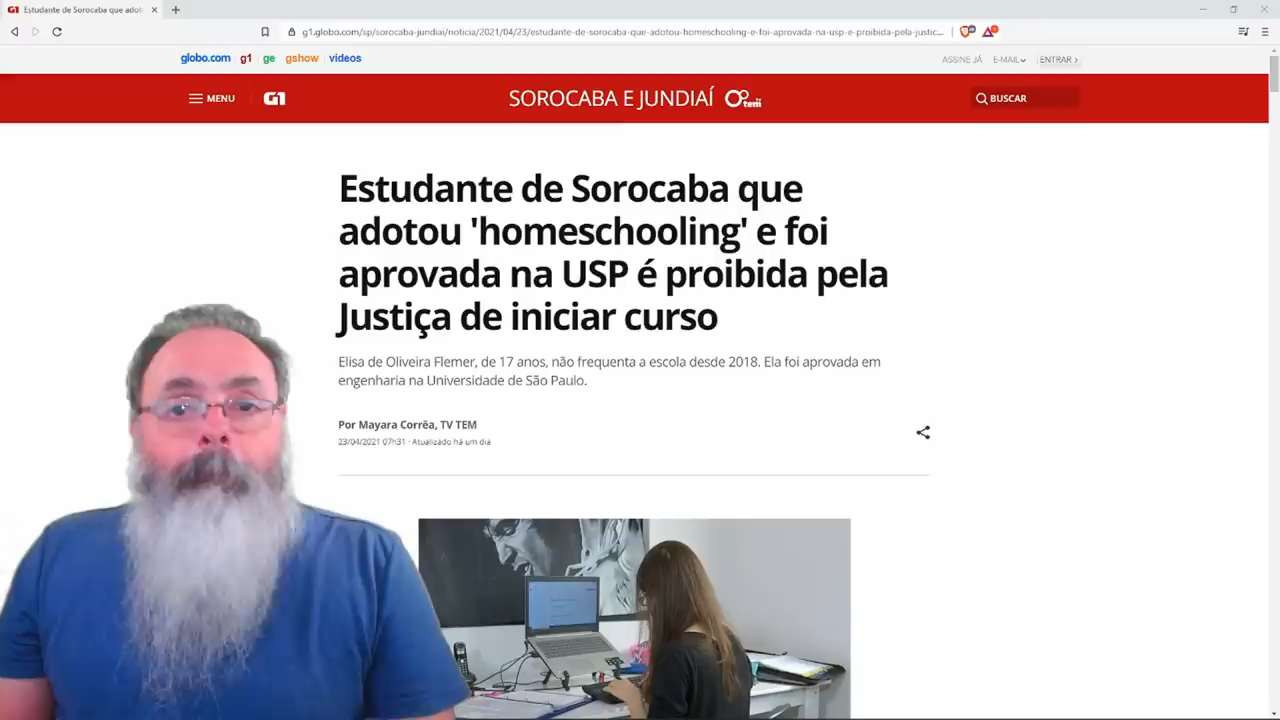 G1 Estudante de Sorocaba que adot
g1.globo.com/sp/sorocaba-jundiai/noticia/2021/04/23/estudante-de-sorocaba-que-adotou-homeschooling-e-foi-aprovada-na-usp-e-proibida-pela-justic...
globo.com g1 ge gshow videos
ASSINE JÁ E-MAIL ENTRAR
MENU G1 SOROCABA E JUNDIAÍ tem BUSCAR
Estudante de Sorocaba que
adotou 'homeschooling' e foi
aprovada na USP é proibida pela
Justiça de iniciar curso
Elisa de Oliveira Flemer, de 17 anos, não frequenta a escola desde 2018. Ela foi aprovada em
engenharia na Universidade de São Paulo.
Por Mayara Corrêa, TV TEM
23/04/2021 07h31 · Atualizado há um dia